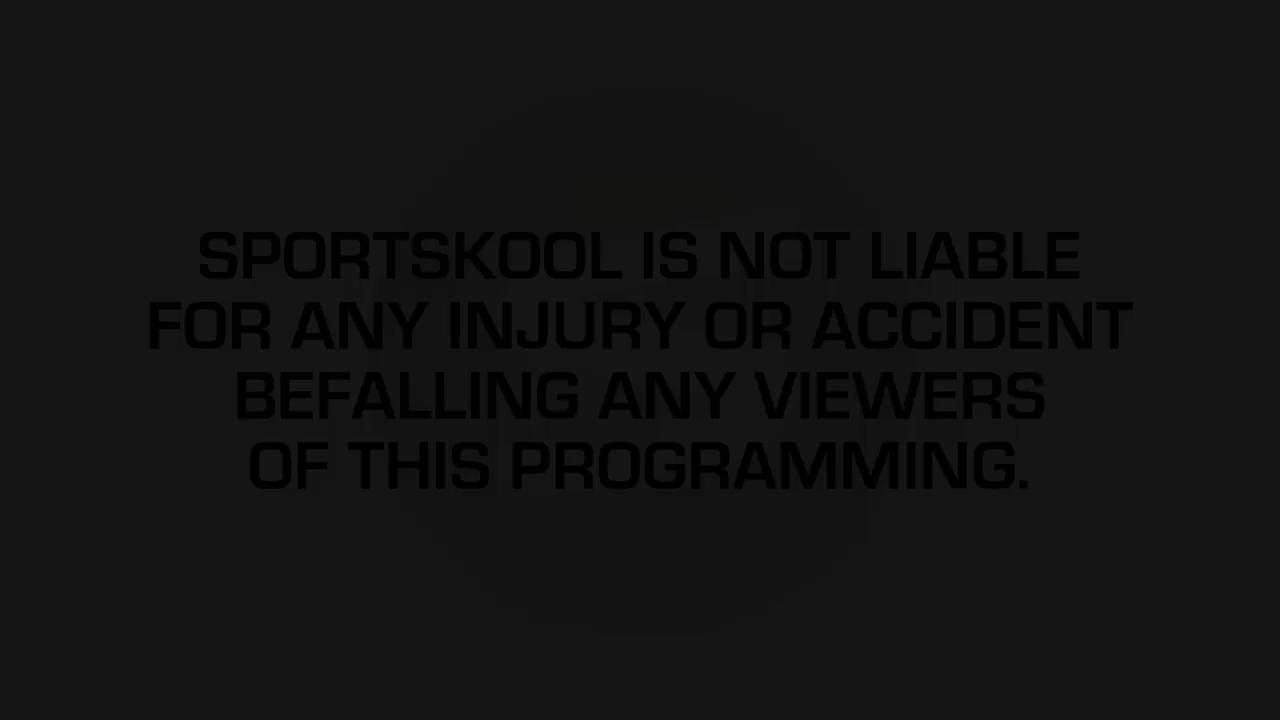 SPORTSKOOL IS NOT LIABLE
FOR ANY INJURY OR ACCIDENT
BEFALLING ANY VIEWERS
OF THIS PROGRAMMING.